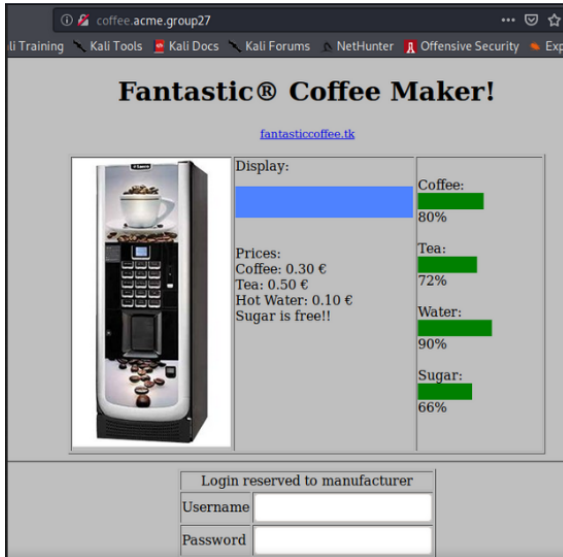 coffee.acme.group27
li Training Kali Tools Kali Docs Kali Forums NetHunter Offensive Security Exp
Fantastic® Coffee Maker!
fantasticcoffee.tk
Display:
Prices:
Coffee: 0.30 €
Tea: 0.50 €
Hot Water: 0.10 €
Sugar is free!!
Coffee:
80%
Tea:
72%
Water:
90%
Sugar:
66%
Login reserved to manufacturer
Username
Password